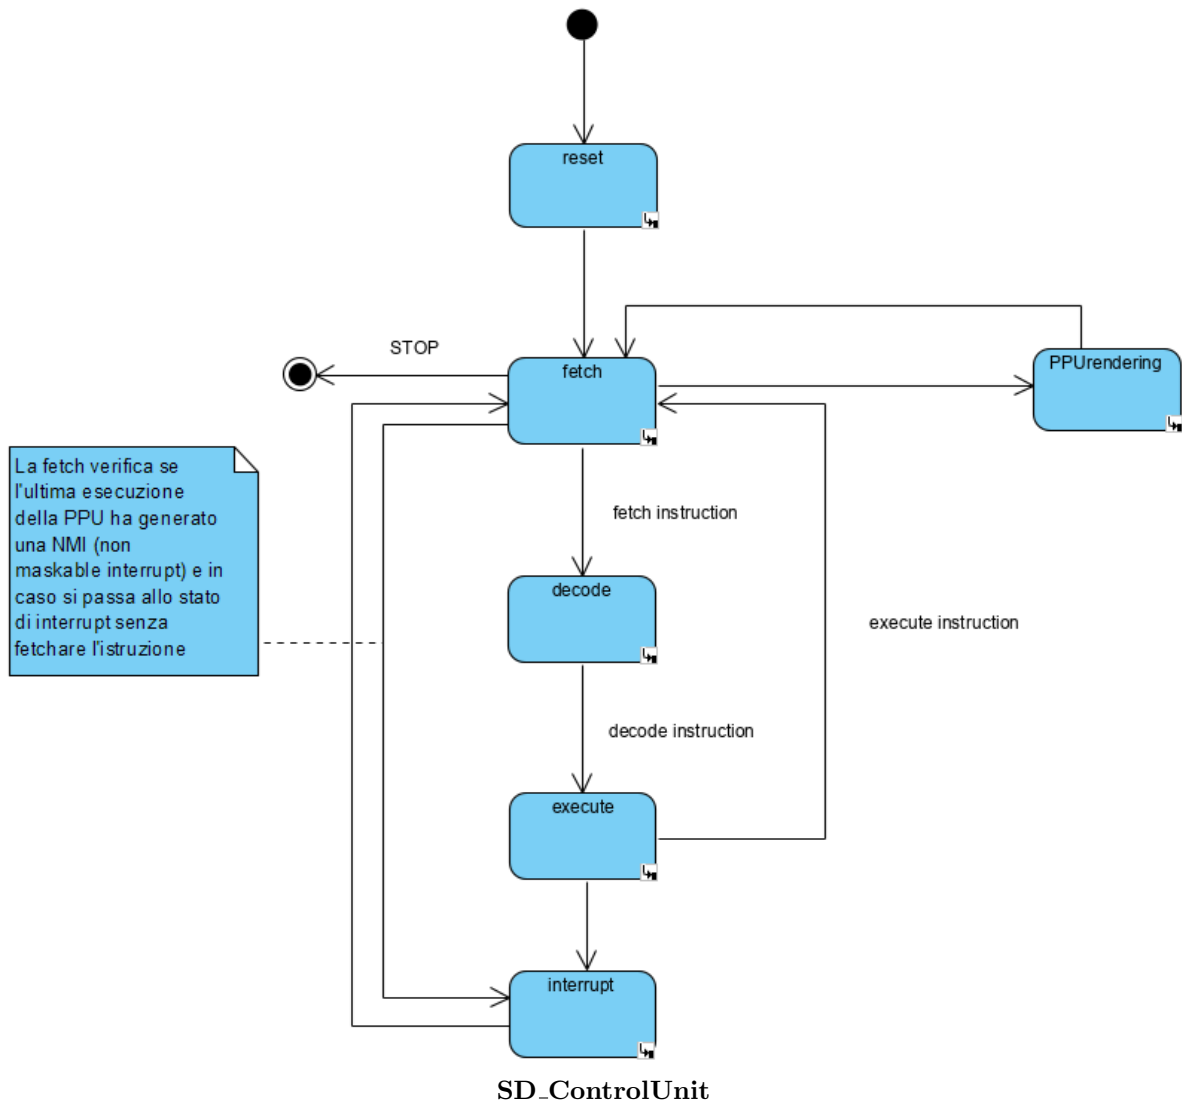 reset
STOP
fetch
PPUrendering
La fetch verifica se
l'ultima esecuzione
della PPU ha generato
una NMI (non
maskable interrupt) e in
caso si passa allo stato
di interrupt senza
fetchare l'istruzione
fetch instruction
decode
execute instruction
decode instruction
execute
interrupt
SD_ControlUnit